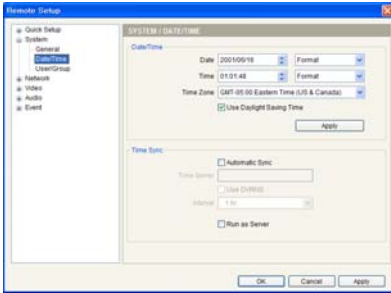 Remote Setup
Quick Setup
System
General
Date/Time
User/Group
Network
Video
Audio
Event
SYSTEM / DATE/TIME
Date/Time
Date 2001/06/16 Format
Time 01:01:48 Format
Time Zone GMT-05:00 Eastern Time (US & Canada)
Use Daylight Saving Time
Apply
Time Sync
Automatic Sync
Time Server
Use DVRNS
Interval 1 hr
Run as Server
OK Cancel Apply